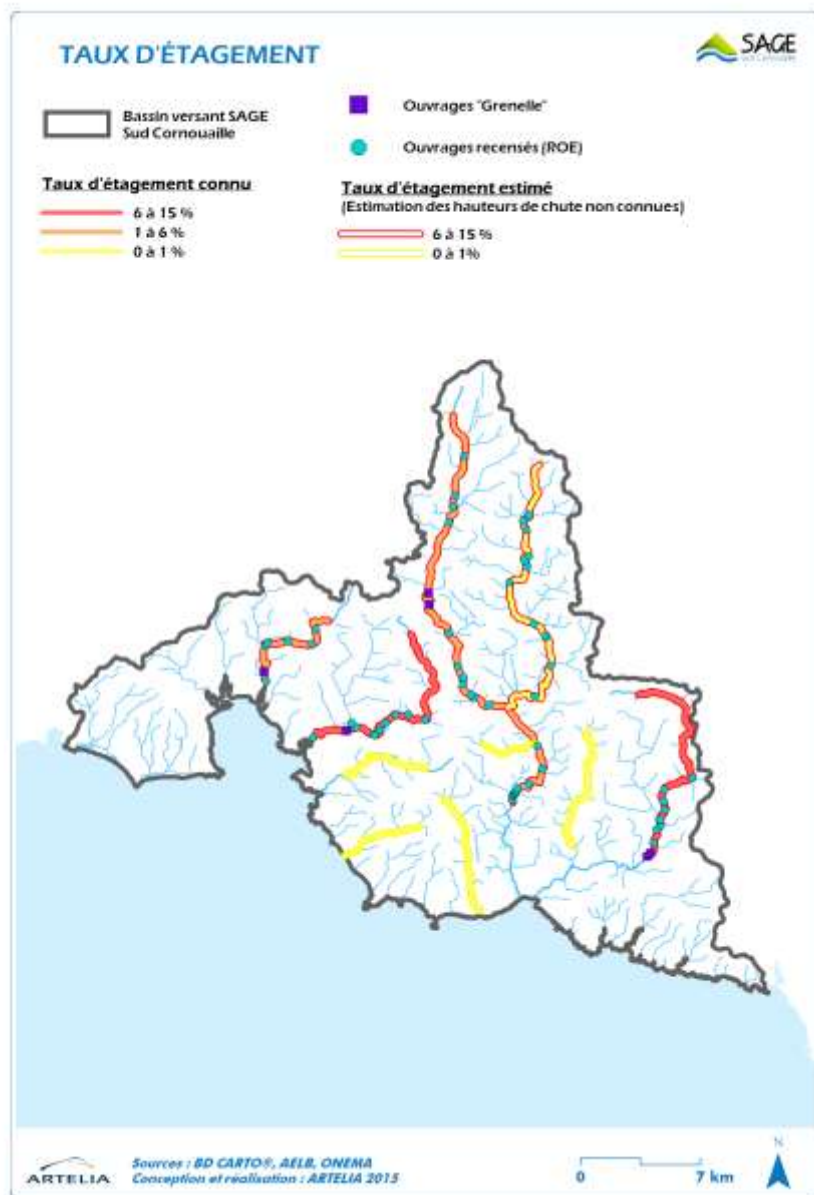 TAUX D'ÉTAGEMENT
SAGE
Sud Cornouaille
Bassin versant SAGE
Sud Cornouaille
Ouvrages "Grenelle"
Ouvrages recensés (ROE)
Taux d'étagement connu
6 à 15 %
1 à 6 %
0 à 1 %
Taux d'étagement estimé
(Estimation des hauteurs de chute non connues)
6 à 15 %
0 à 1%
ARTELIA
Sources : BD CARTO®, AELB, ONEMA
Conception et réalisation : ARTELIA 2015
0 7 km
N